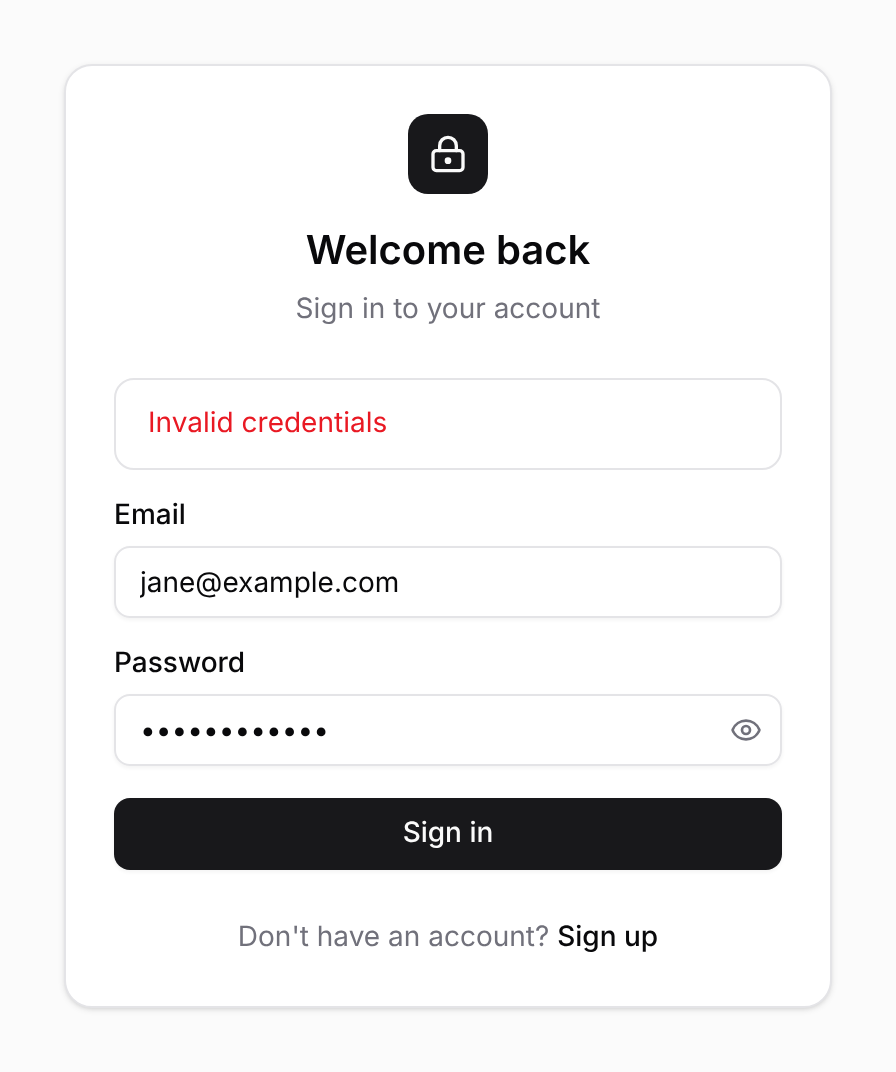 Welcome back
Sign in to your account
Invalid credentials
Email
jane@example.com
Password
••••••••••••
Sign in
Don't have an account? Sign up